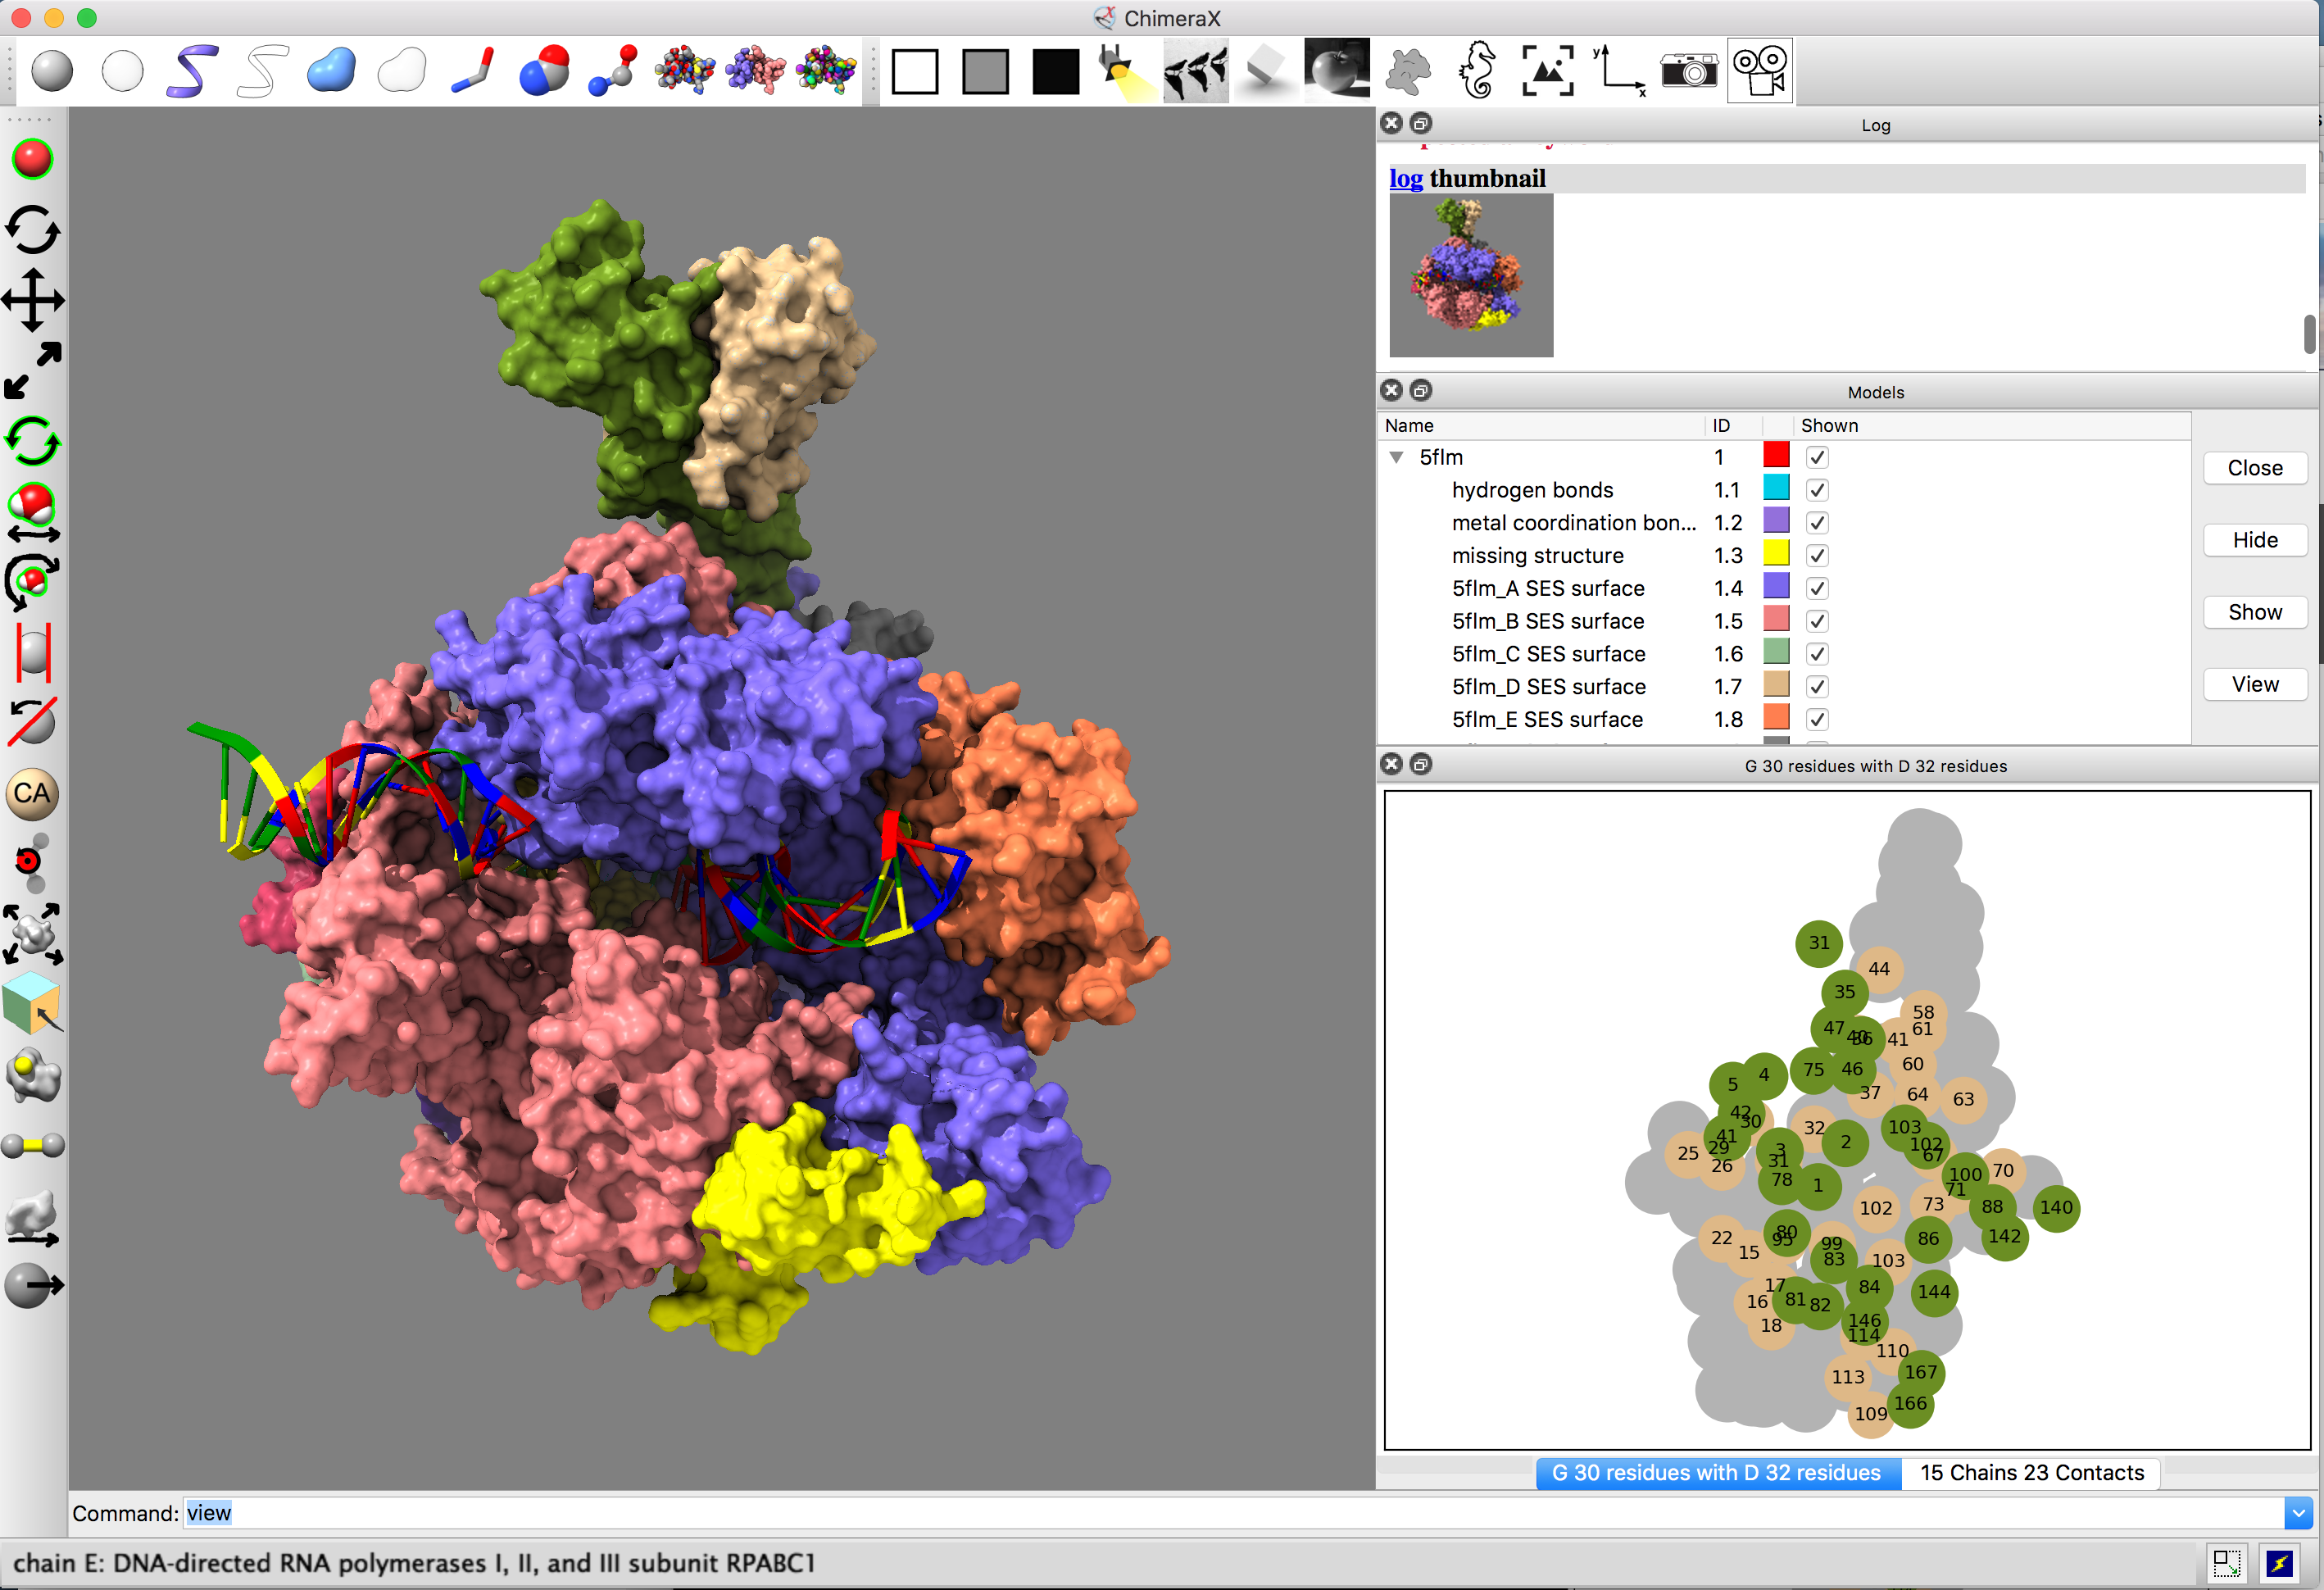 ChimeraX
y
x
Log
log thumbnail
Models
Name ID Shown
5flm 1
hydrogen bonds 1.1
metal coordination bon... 1.2
missing structure 1.3
5flm_A SES surface 1.4
5flm_B SES surface 1.5
5flm_C SES surface 1.6
5flm_D SES surface 1.7
5flm_E SES surface 1.8
Close
Hide
Show
View
CA
G 30 residues with D 32 residues
31
44
35
58
47 36 41 61
75 46 60
5 4
37 64 63
42
30
32 103
41 2 102
29 3 67
25 26 31
78 1 100 70
71
102 73 88 140
22 80 86 142
95 99
15 83 103
17 84 144
16 81 82
18 146
114
110
113 167
109 166
G 30 residues with D 32 residues
15 Chains 23 Contacts
Command: view
chain E: DNA-directed RNA polymerases I, II, and III subunit RPABC1